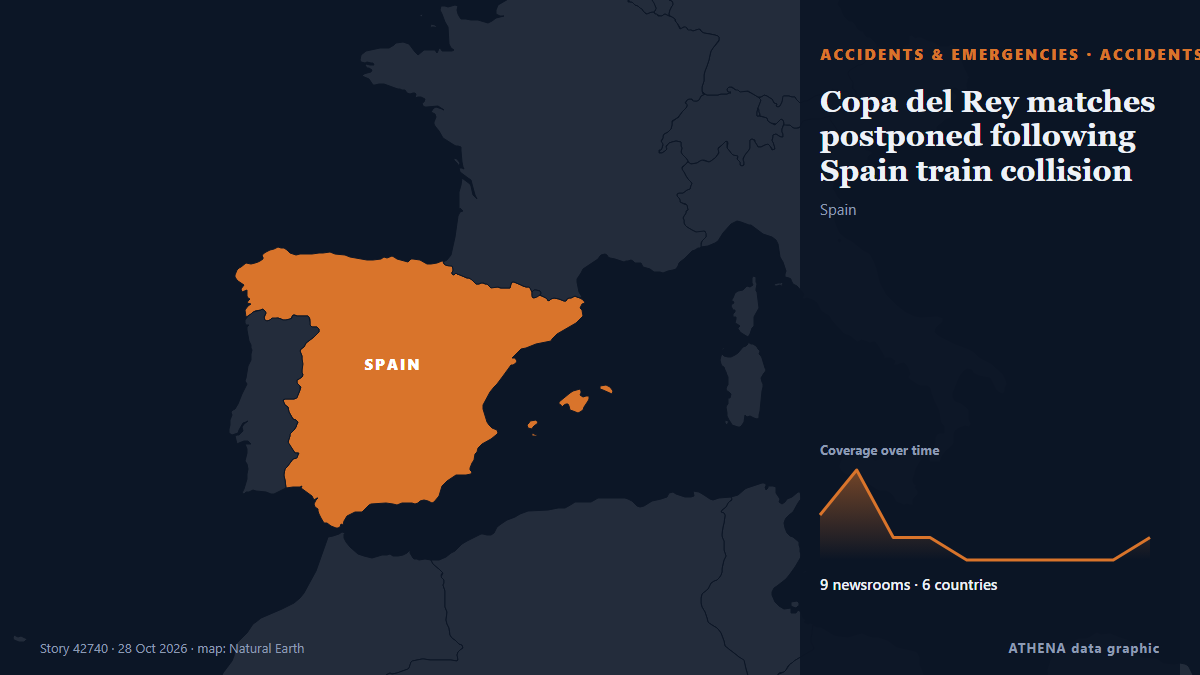 ACCIDENTS & EMERGENCIES · ACCIDENTS
Copa del Rey matches
postponed following
Spain train collision
Spain
SPAIN
Coverage over time
9 newsrooms · 6 countries
Story 42740 · 28 Oct 2026 · map: Natural Earth
ATHENA data graphic